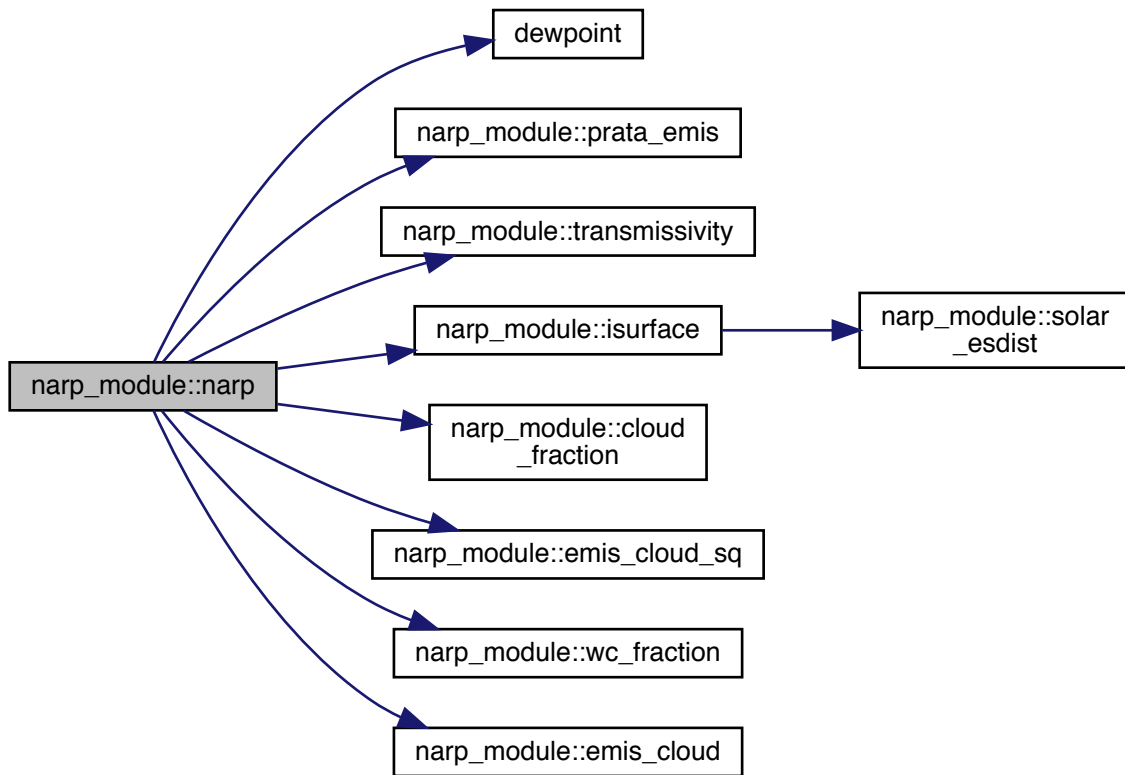 dewpoint
narp_module::prata_emis
narp_module::transmissivity
narp_module::isurface
narp_module::solar
_esdist
narp_module::narp
narp_module::cloud
_fraction
narp_module::emis_cloud_sq
narp_module::wc_fraction
narp_module::emis_cloud